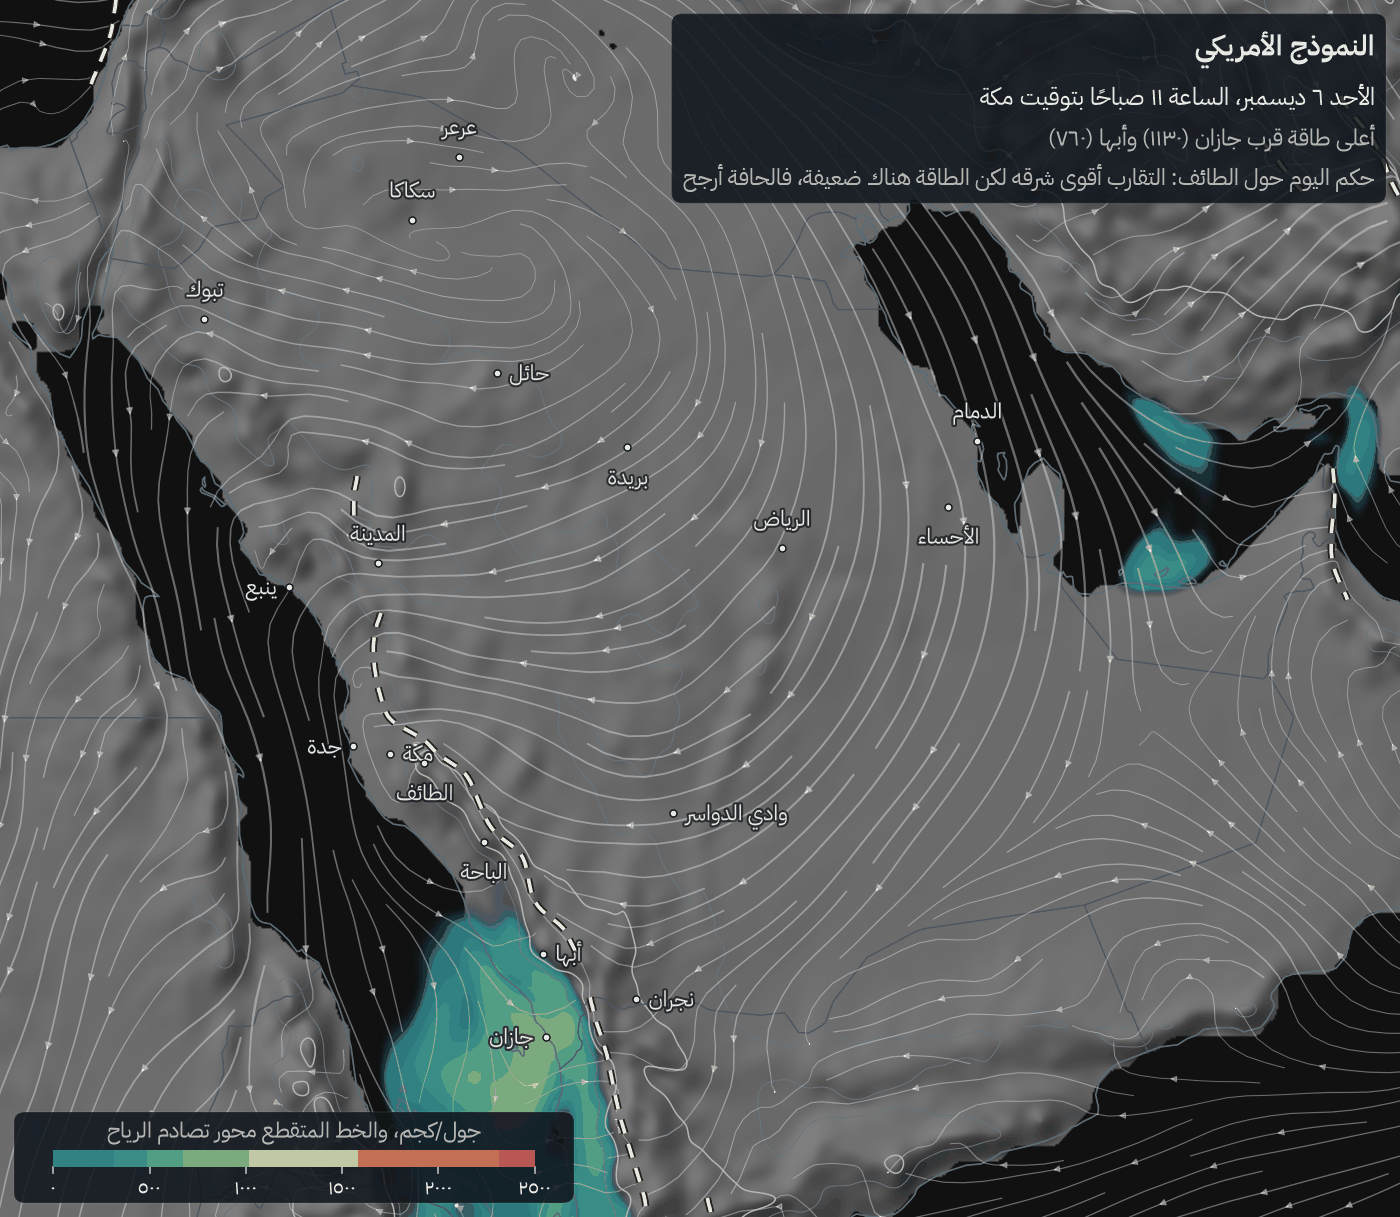 النموذج الأمريكي
الأحد ٦ ديسمبر، الساعة ١١ صباحًا بتوقيت مكة
أعلى طاقة قرب جازان (١١٣٠) وأبها (٧٦٠)
حكم اليوم حول الطائف: التقارب أقوى شرقه لكن الطاقة هناك ضعيفة، فالحافة أرجح
عرعر
سكاكا
تبوك
حائل
الدمام
بريدة
الرياض
الأحساء
المدينة
ينبع
جدة
مكة
الطائف
وادي الدواسر
الباحة
أبها
نجران
جازان
جول/كجم، والخط المتقطع محور تصادم الرياح
٠ ٥٠٠ ١٠٠٠ ١٥٠٠ ٢٠٠٠ ٢٥٠٠